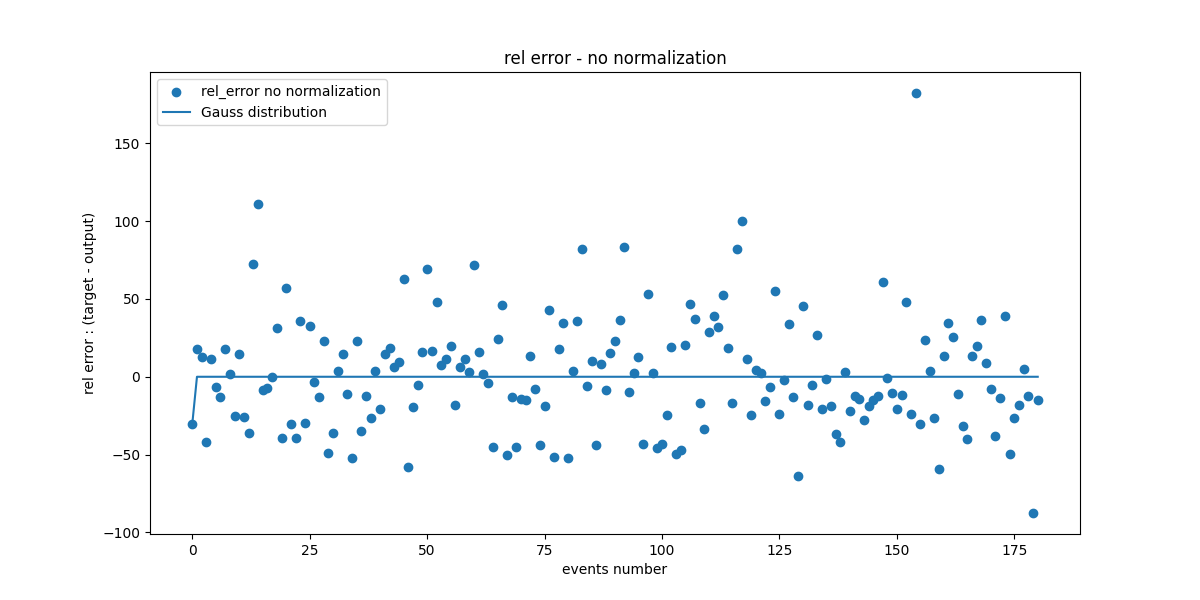 rel error - no normalization
rel_error no normalization
Gauss distribution
rel error : (target - output)
150
100
50
0
−50
−100
0 25 50 75 100 125 150 175
events number